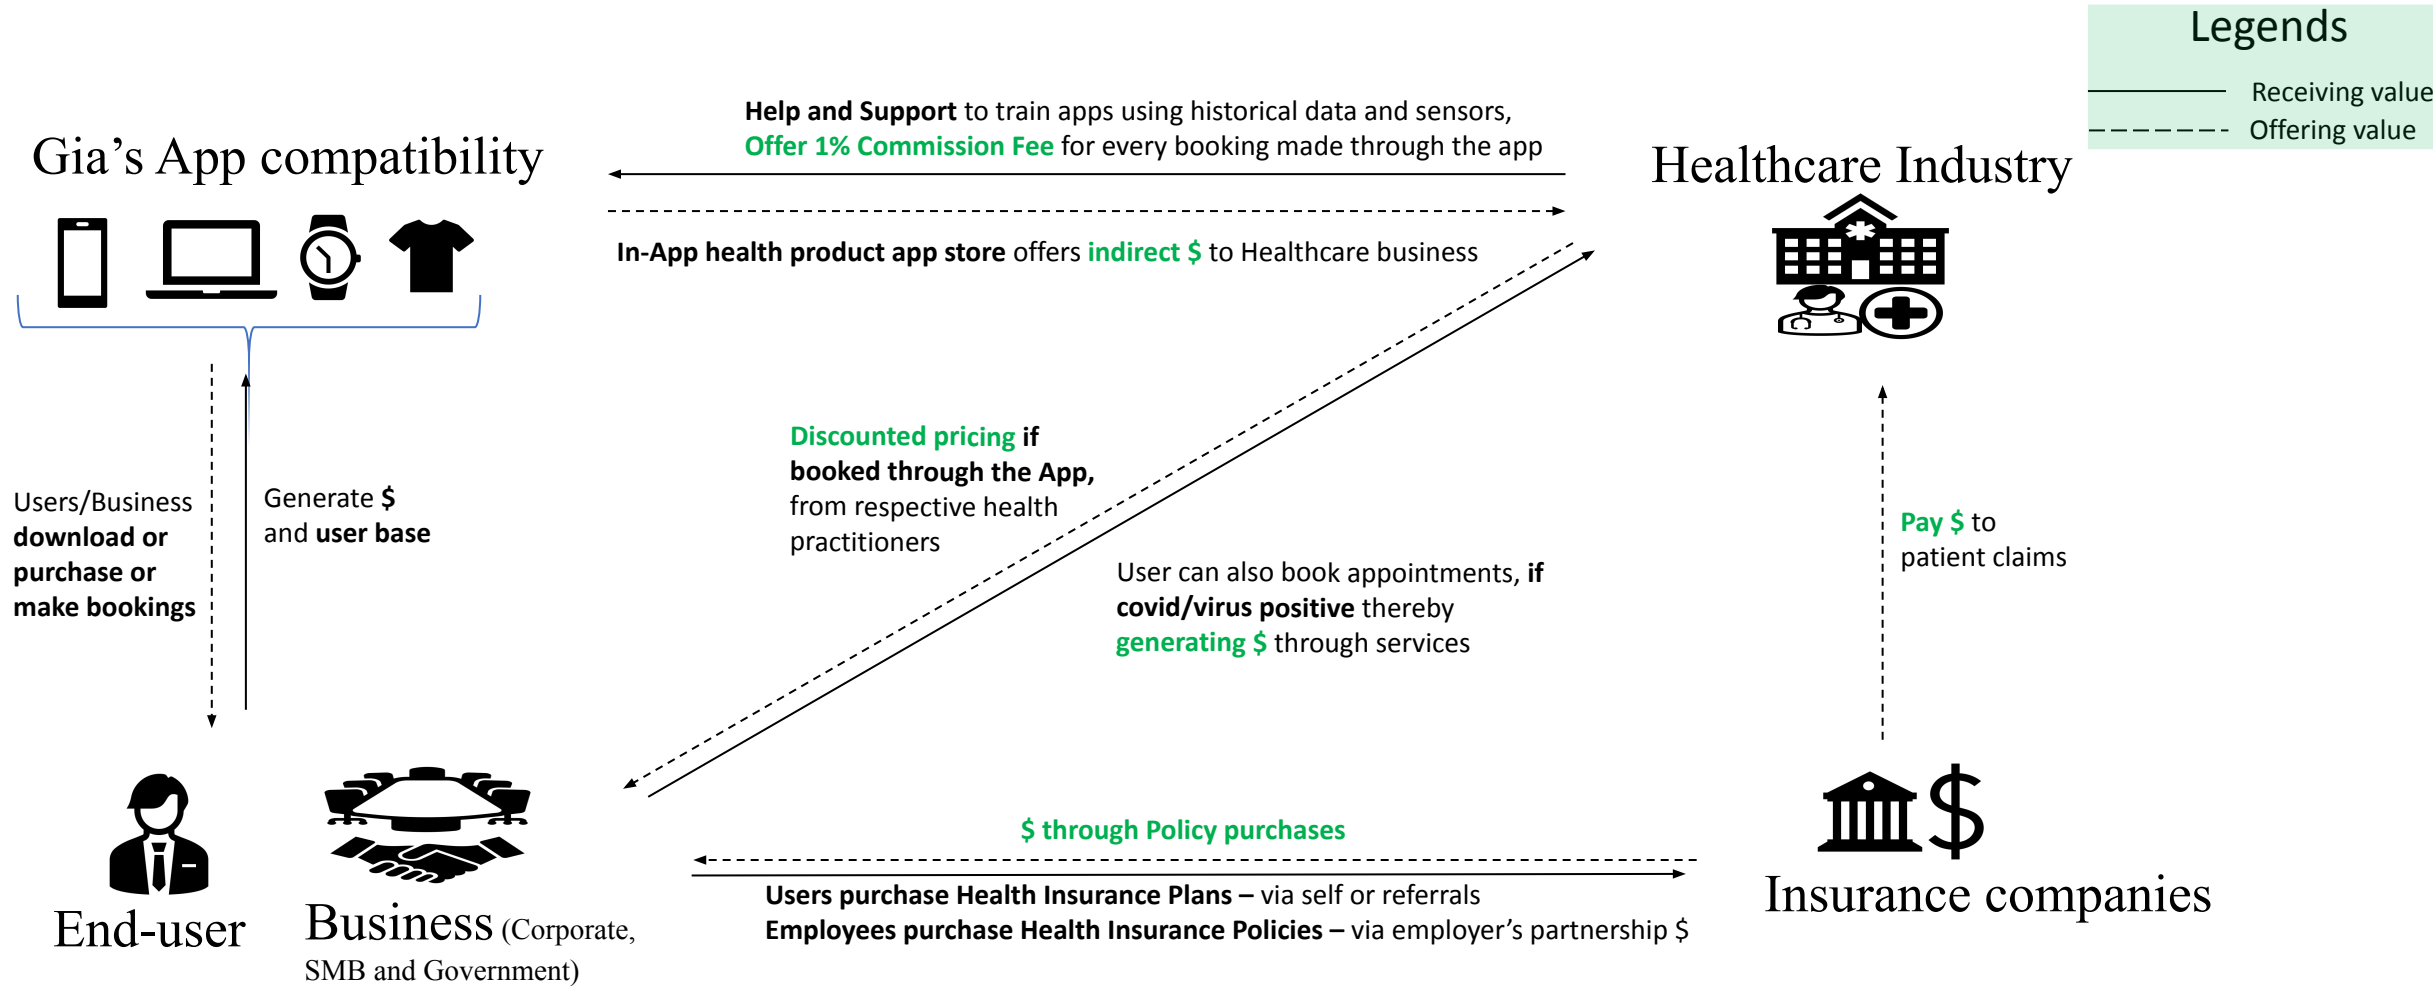 Legends
Receiving value
Offering value
Help and Support to train apps using historical data and sensors,
Offer 1% Commission Fee for every booking made through the app
Gia’s App compatibility
Healthcare Industry
In-App health product app store offers indirect $ to Healthcare business
Discounted pricing if
booked through the App,
from respective health
practitioners
Users/Business
download or
purchase or
make bookings
Generate $
and user base
Pay $ to
patient claims
User can also book appointments, if
covid/virus positive thereby
generating $ through services
$ through Policy purchases
Users purchase Health Insurance Plans – via self or referrals
Employees purchase Health Insurance Policies – via employer’s partnership $
End-user
Business (Corporate,
SMB and Government)
$
Insurance companies